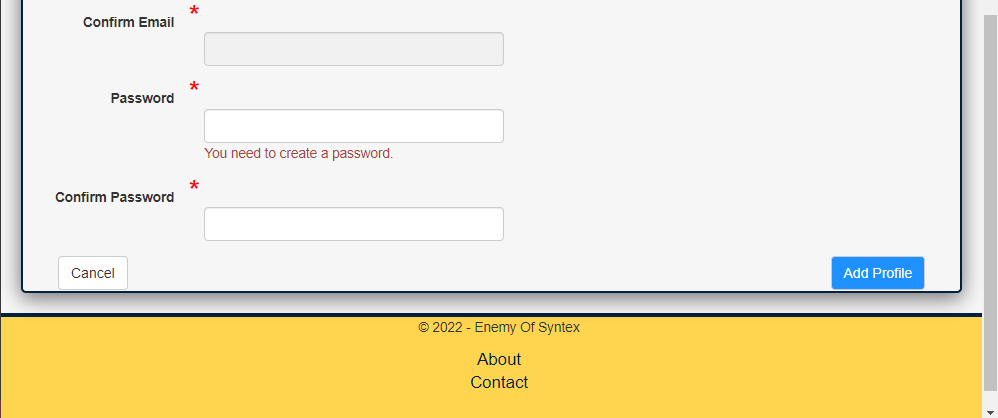 Confirm Email *
Password *
You need to create a password.
Confirm Password *
Cancel
Add Profile
© 2022 - Enemy Of Syntex
About
Contact